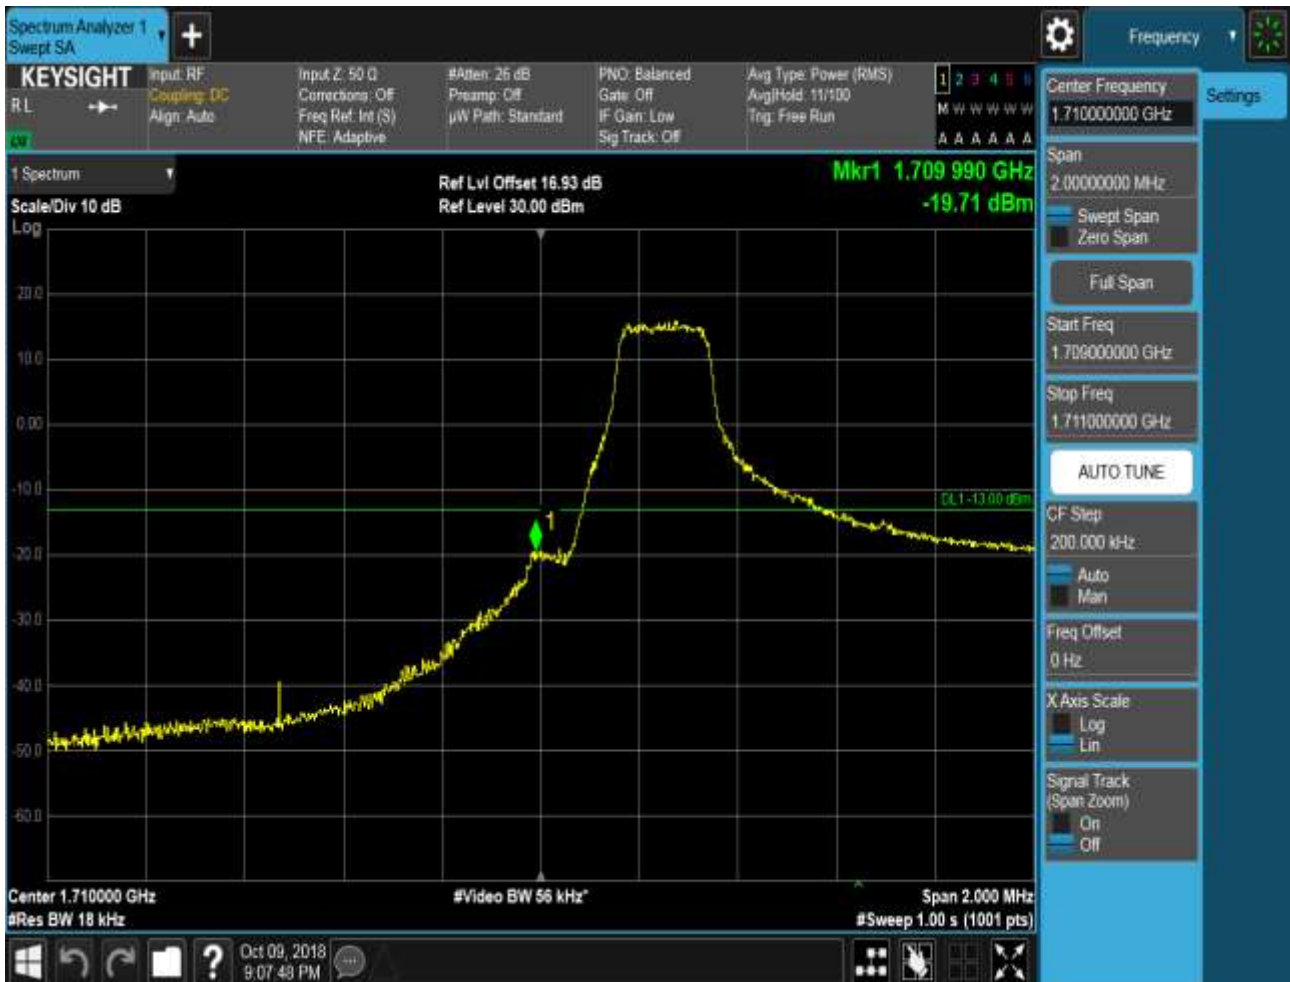 Spectrum Analyzer 1
Swept SA
Frequency
KEYSIGHT
RL
Input: RF
Coupling: DC
Align: Auto
Input Z: 50 Ω
Corrections: Off
Freq Ref: Int (S)
NFE: Adaptive
#Atten: 26 dB
Preamp: Off
µW Path: Standard
PNO: Balanced
Gate: Off
IF Gain: Low
Sig Track: Off
Avg Type: Power (RMS)
Avg|Hold: 11/100
Trig: Free Run
1 2 3 4 5 6
M W W W W W
A A A A A A
1 Spectrum
Scale/Div 10 dB
Log
Ref Lvl Offset 16.93 dB
Ref Level 30.00 dBm
Mkr1 1.709 990 GHz
-19.71 dBm
20.0
10.0
0.00
-10.0
-20.0
-30.0
-40.0
-50.0
-60.0
DL1 -13.00 dBm
1
Center 1.710000 GHz
#Res BW 18 kHz
#Video BW 56 kHz*
Span 2.000 MHz
#Sweep 1.00 s (1001 pts)
Oct 09, 2018
9:07:48 PM
Center Frequency
1.710000000 GHz
Settings
Span
2.00000000 MHz
Swept Span
Zero Span
Full Span
Start Freq
1.709000000 GHz
Stop Freq
1.711000000 GHz
AUTO TUNE
CF Step
200.000 kHz
Auto
Man
Freq Offset
0 Hz
X Axis Scale
Log
Lin
Signal Track
(Span Zoom)
On
Off